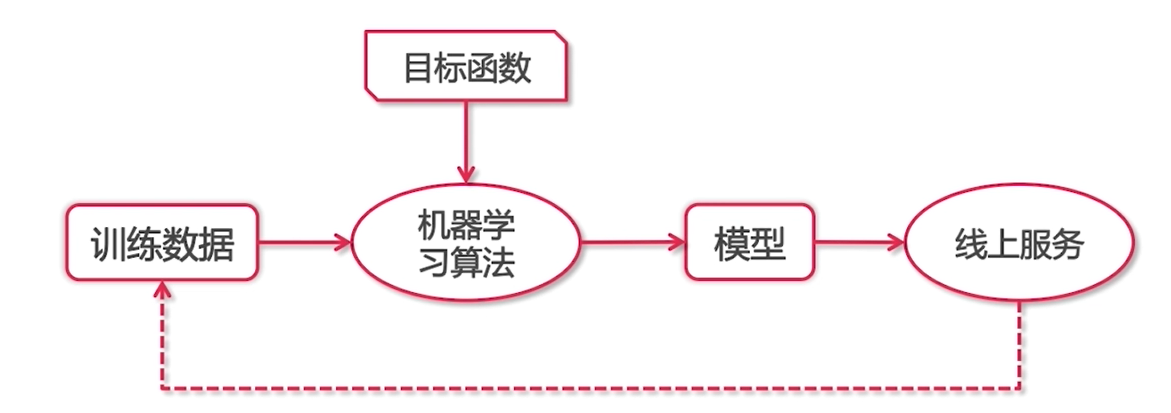 目标函数
训练数据
机器学
习算法
模型
线上服务